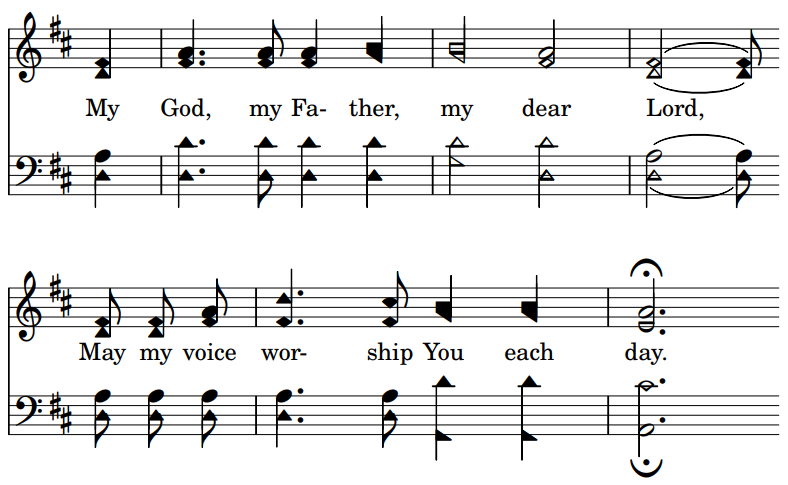 My God, my Fa- ther, my dear Lord,
May my voice wor- ship You each day.